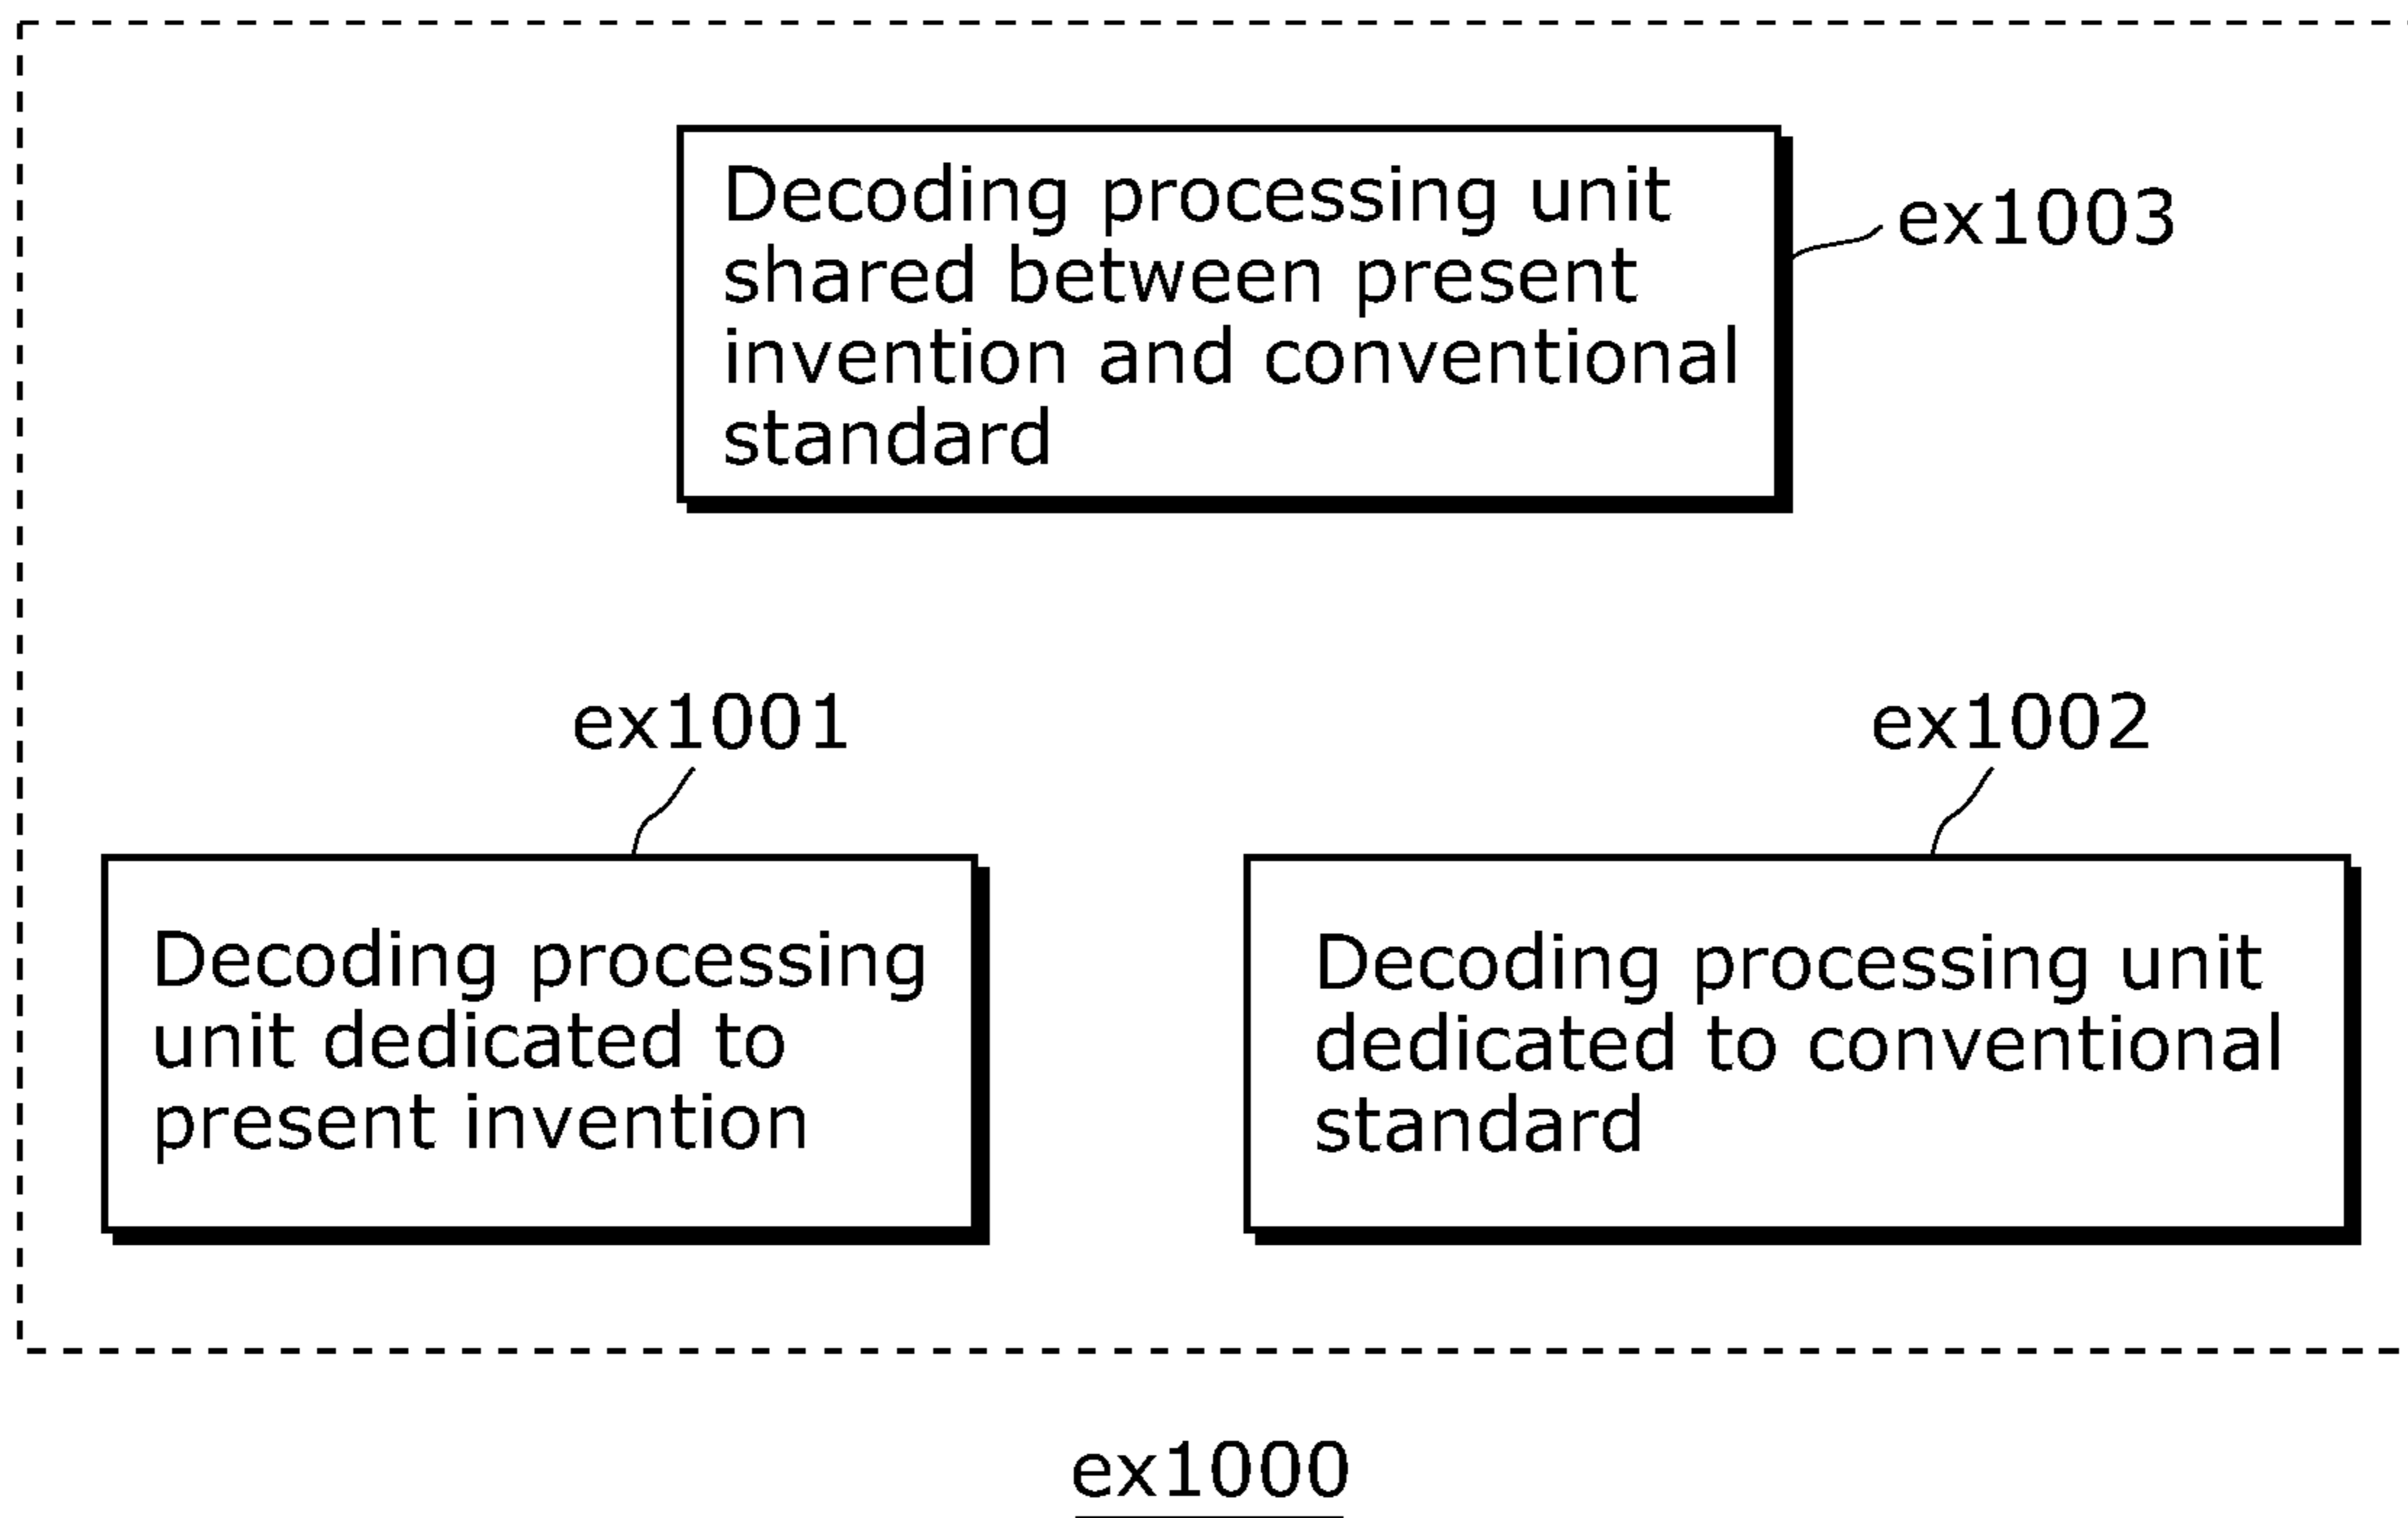 Decoding processing unit
shared between present
invention and conventional
standard
ex1003
ex1001
ex1002
Decoding processing
unit dedicated to
present invention
Decoding processing unit
dedicated to conventional
standard
ex1000